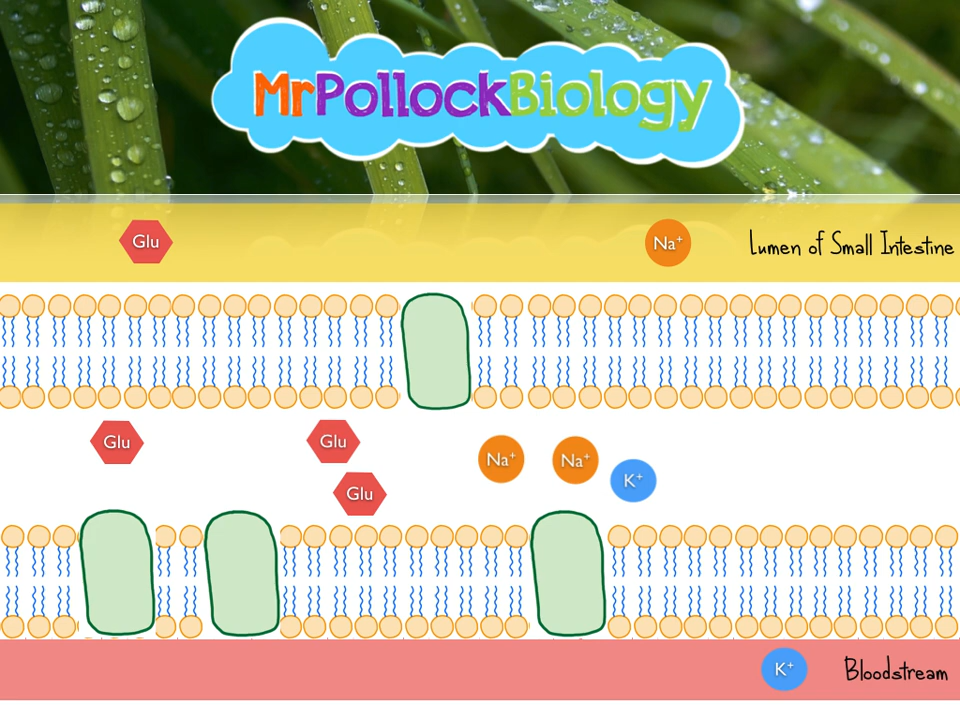 MrPollockBiology
Glu
Na⁺
Lumen of Small Intestine
Glu
Glu
Na⁺
Na⁺
K⁺
Glu
K⁺
Bloodstream